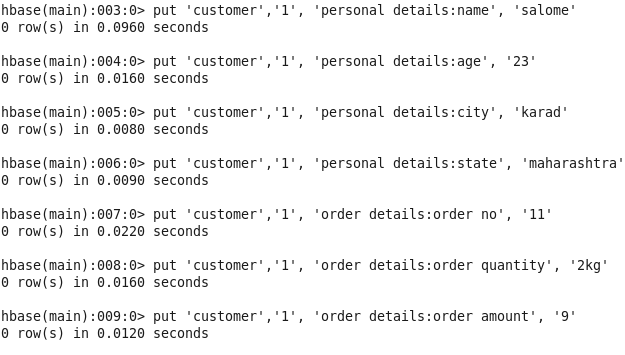 hbase(main):003:0> put 'customer','1', 'personal details:name', 'salome'
0 row(s) in 0.0960 seconds
hbase(main):004:0> put 'customer','1', 'personal details:age', '23'
0 row(s) in 0.0160 seconds
hbase(main):005:0> put 'customer','1', 'personal details:city', 'karad'
0 row(s) in 0.0080 seconds
hbase(main):006:0> put 'customer','1', 'personal details:state', 'maharashtra'
0 row(s) in 0.0090 seconds
hbase(main):007:0> put 'customer','1', 'order details:order no', '11'
0 row(s) in 0.0220 seconds
hbase(main):008:0> put 'customer','1', 'order details:order quantity', '2kg'
0 row(s) in 0.0160 seconds
hbase(main):009:0> put 'customer','1', 'order details:order amount', '9'
0 row(s) in 0.0120 seconds